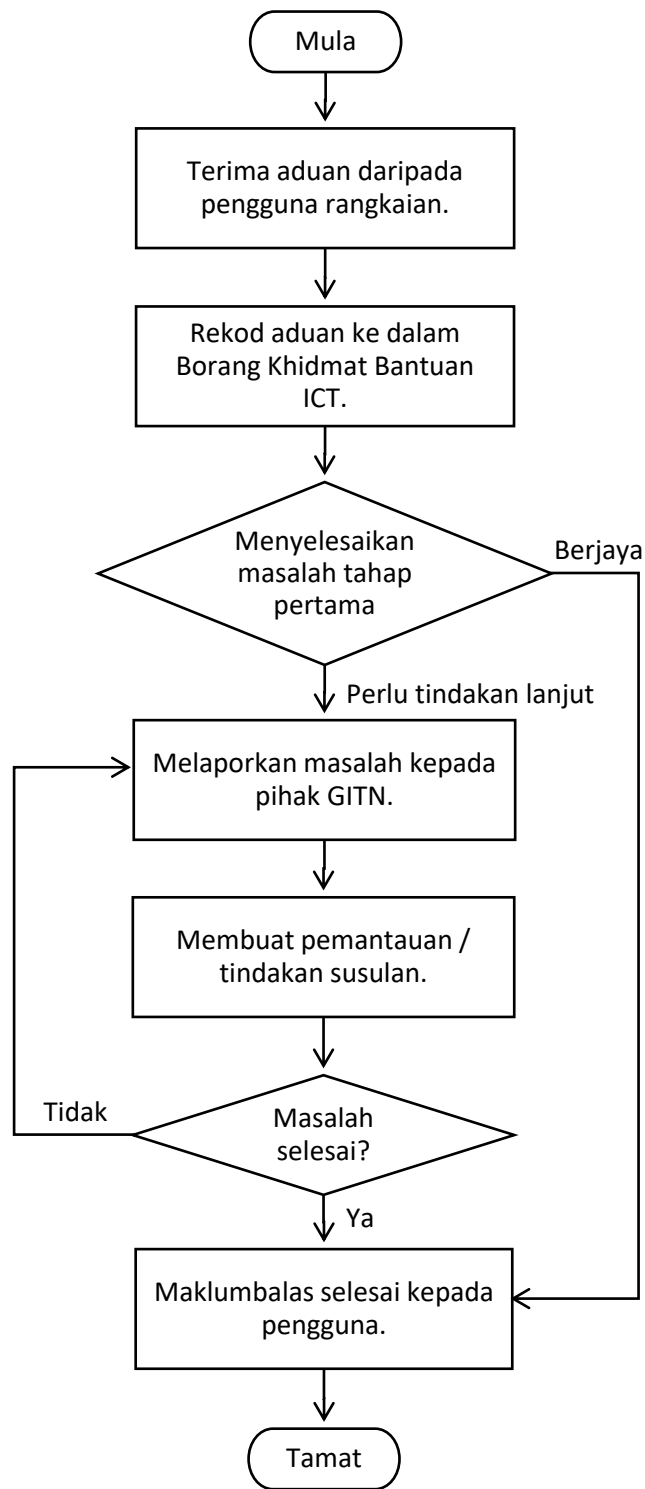 Mula
Terima aduan daripada
pengguna rangkaian.
Rekod aduan ke dalam
Borang Khidmat Bantuan
ICT.
Menyelesaikan
masalah tahap
pertama
Berjaya
Perlu tindakan lanjut
Melaporkan masalah kepada
pihak GITN.
Membuat pemantauan /
tindakan susulan.
Tidak
Masalah
selesai?
Ya
Maklumbalas selesai kepada
pengguna.
Tamat